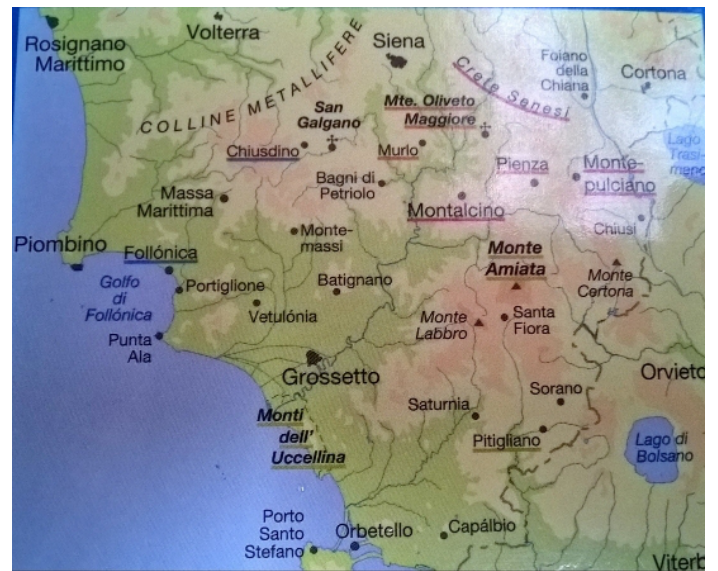 Rosignano
Marittimo
Volterra
Siena
Foiano
della
Chiana
Cortona
COLLINE METALLIFERE
San
Galgano
Mte. Oliveto
Maggiore
Crete Senesi
Lago
Trasi-
meno
Chiusdino
Murlo
Pienza
Monte-
pulciano
Massa
Marittima
Bagni di
Petriolo
Montalcino
Chiusi
Piombino
Follónica
Monte-
massi
Monte
Amiata
Monte
Certona
Golfo
di
Follónica
Portiglione
Batignano
Vetulónia
Monte
Labbro
Santa
Fiora
Punta
Ala
Grossetto
Orvieto
Saturnia
Sorano
Monti
dell'
Uccellina
Pitigliano
Lago di
Bolsano
Porto
Santo
Stefano
Orbetello
Capálbio
Viterb